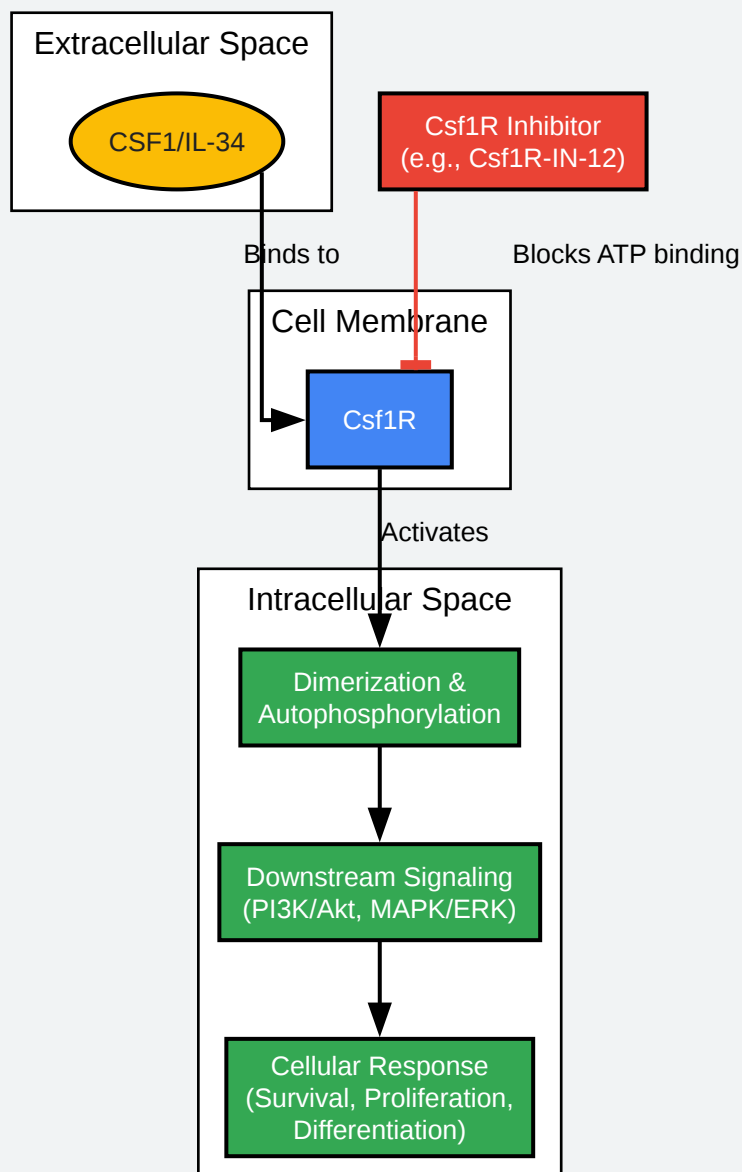 Extracellular Space
CSF1/IL-34
Csf1R Inhibitor
(e.g., Csf1R-IN-12)
Binds to
Blocks ATP binding
Cell Membrane
Csf1R
Activates
Intracellular Space
Dimerization &
Autophosphorylation
Downstream Signaling
(PI3K/Akt, MAPK/ERK)
Cellular Response
(Survival, Proliferation,
Differentiation)